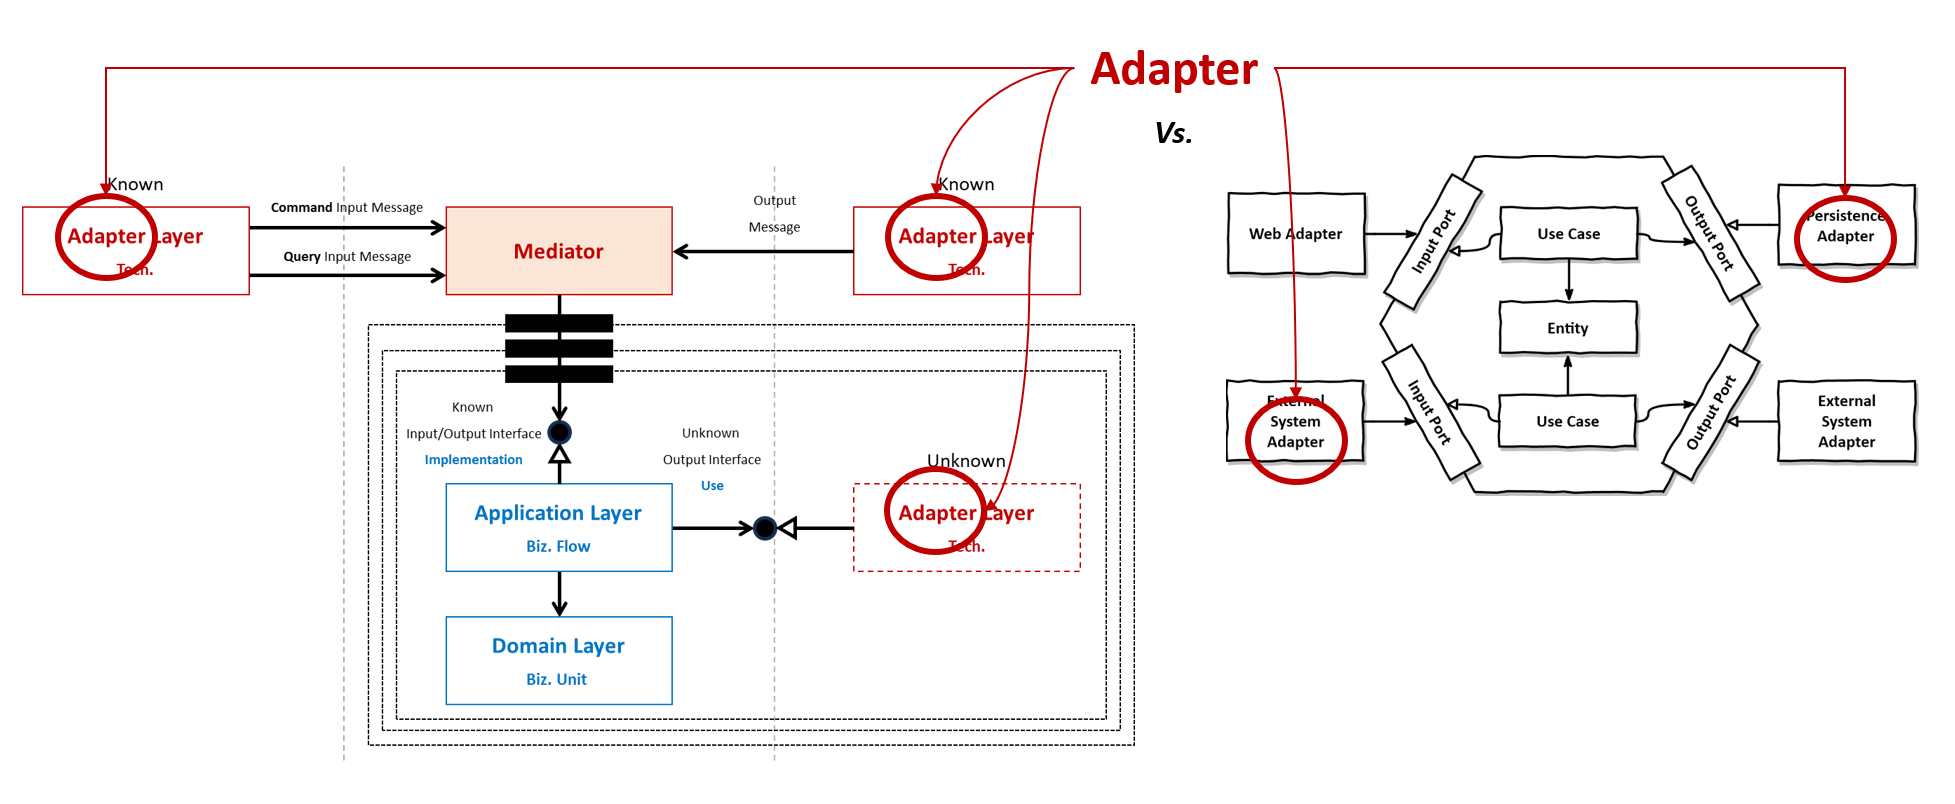 Adapter
Vs.
Known
Adapter Layer
Tech.
Command Input Message
Query Input Message
Mediator
Output
Message
Known
Adapter Layer
Tech.
Known
Input/Output Interface
Implementation
Unknown
Output Interface
Use
Unknown
Adapter Layer
Tech.
Application Layer
Biz. Flow
Domain Layer
Biz. Unit
Web Adapter
Input Port
Use Case
Output Port
Persistence
Adapter
Entity
External
System
Adapter
Input Port
Use Case
Output Port
External
System
Adapter